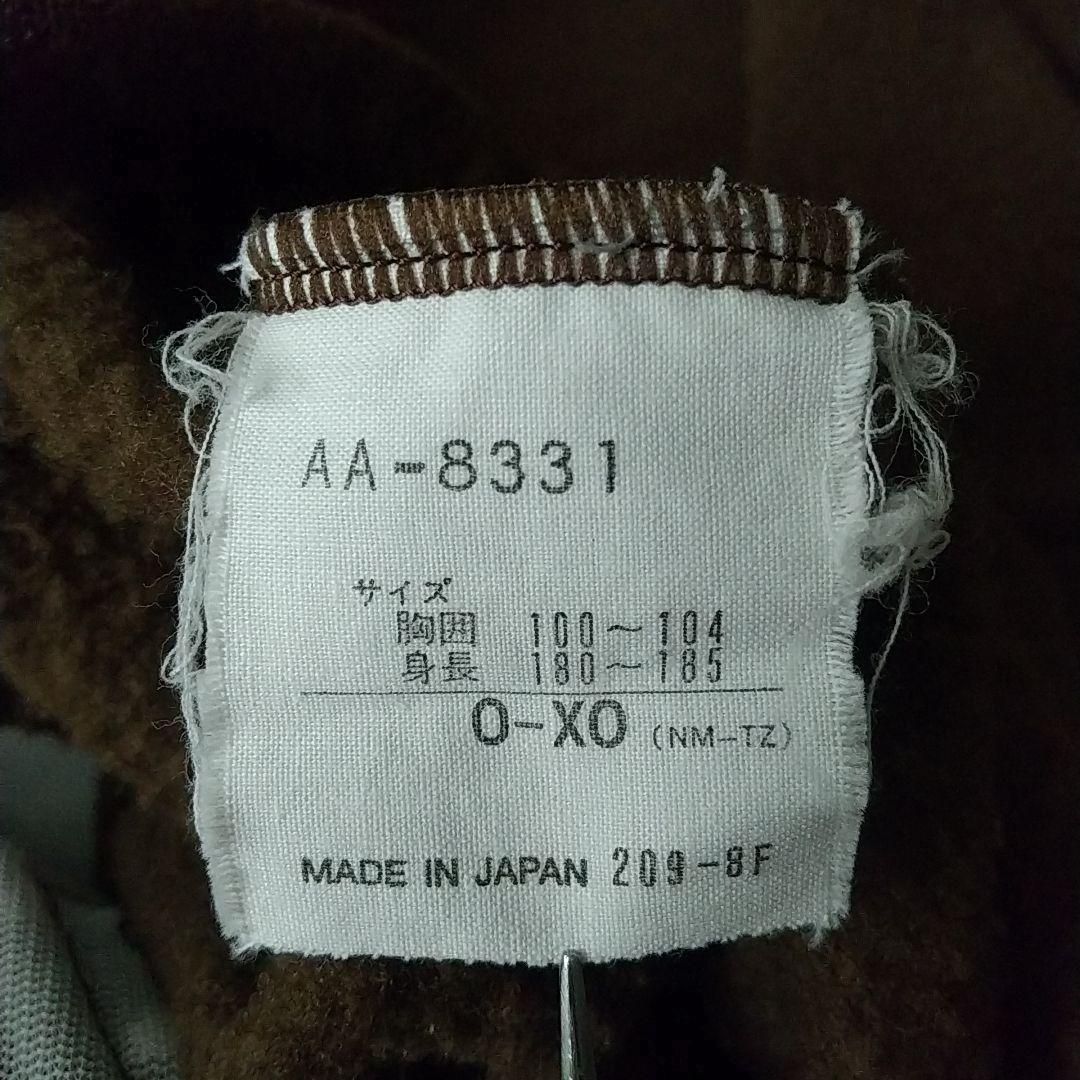 AA-8331
サイズ
胸囲 100～104
身長 180～185
O-XO (NM-TZ)
MADE IN JAPAN 209-8F